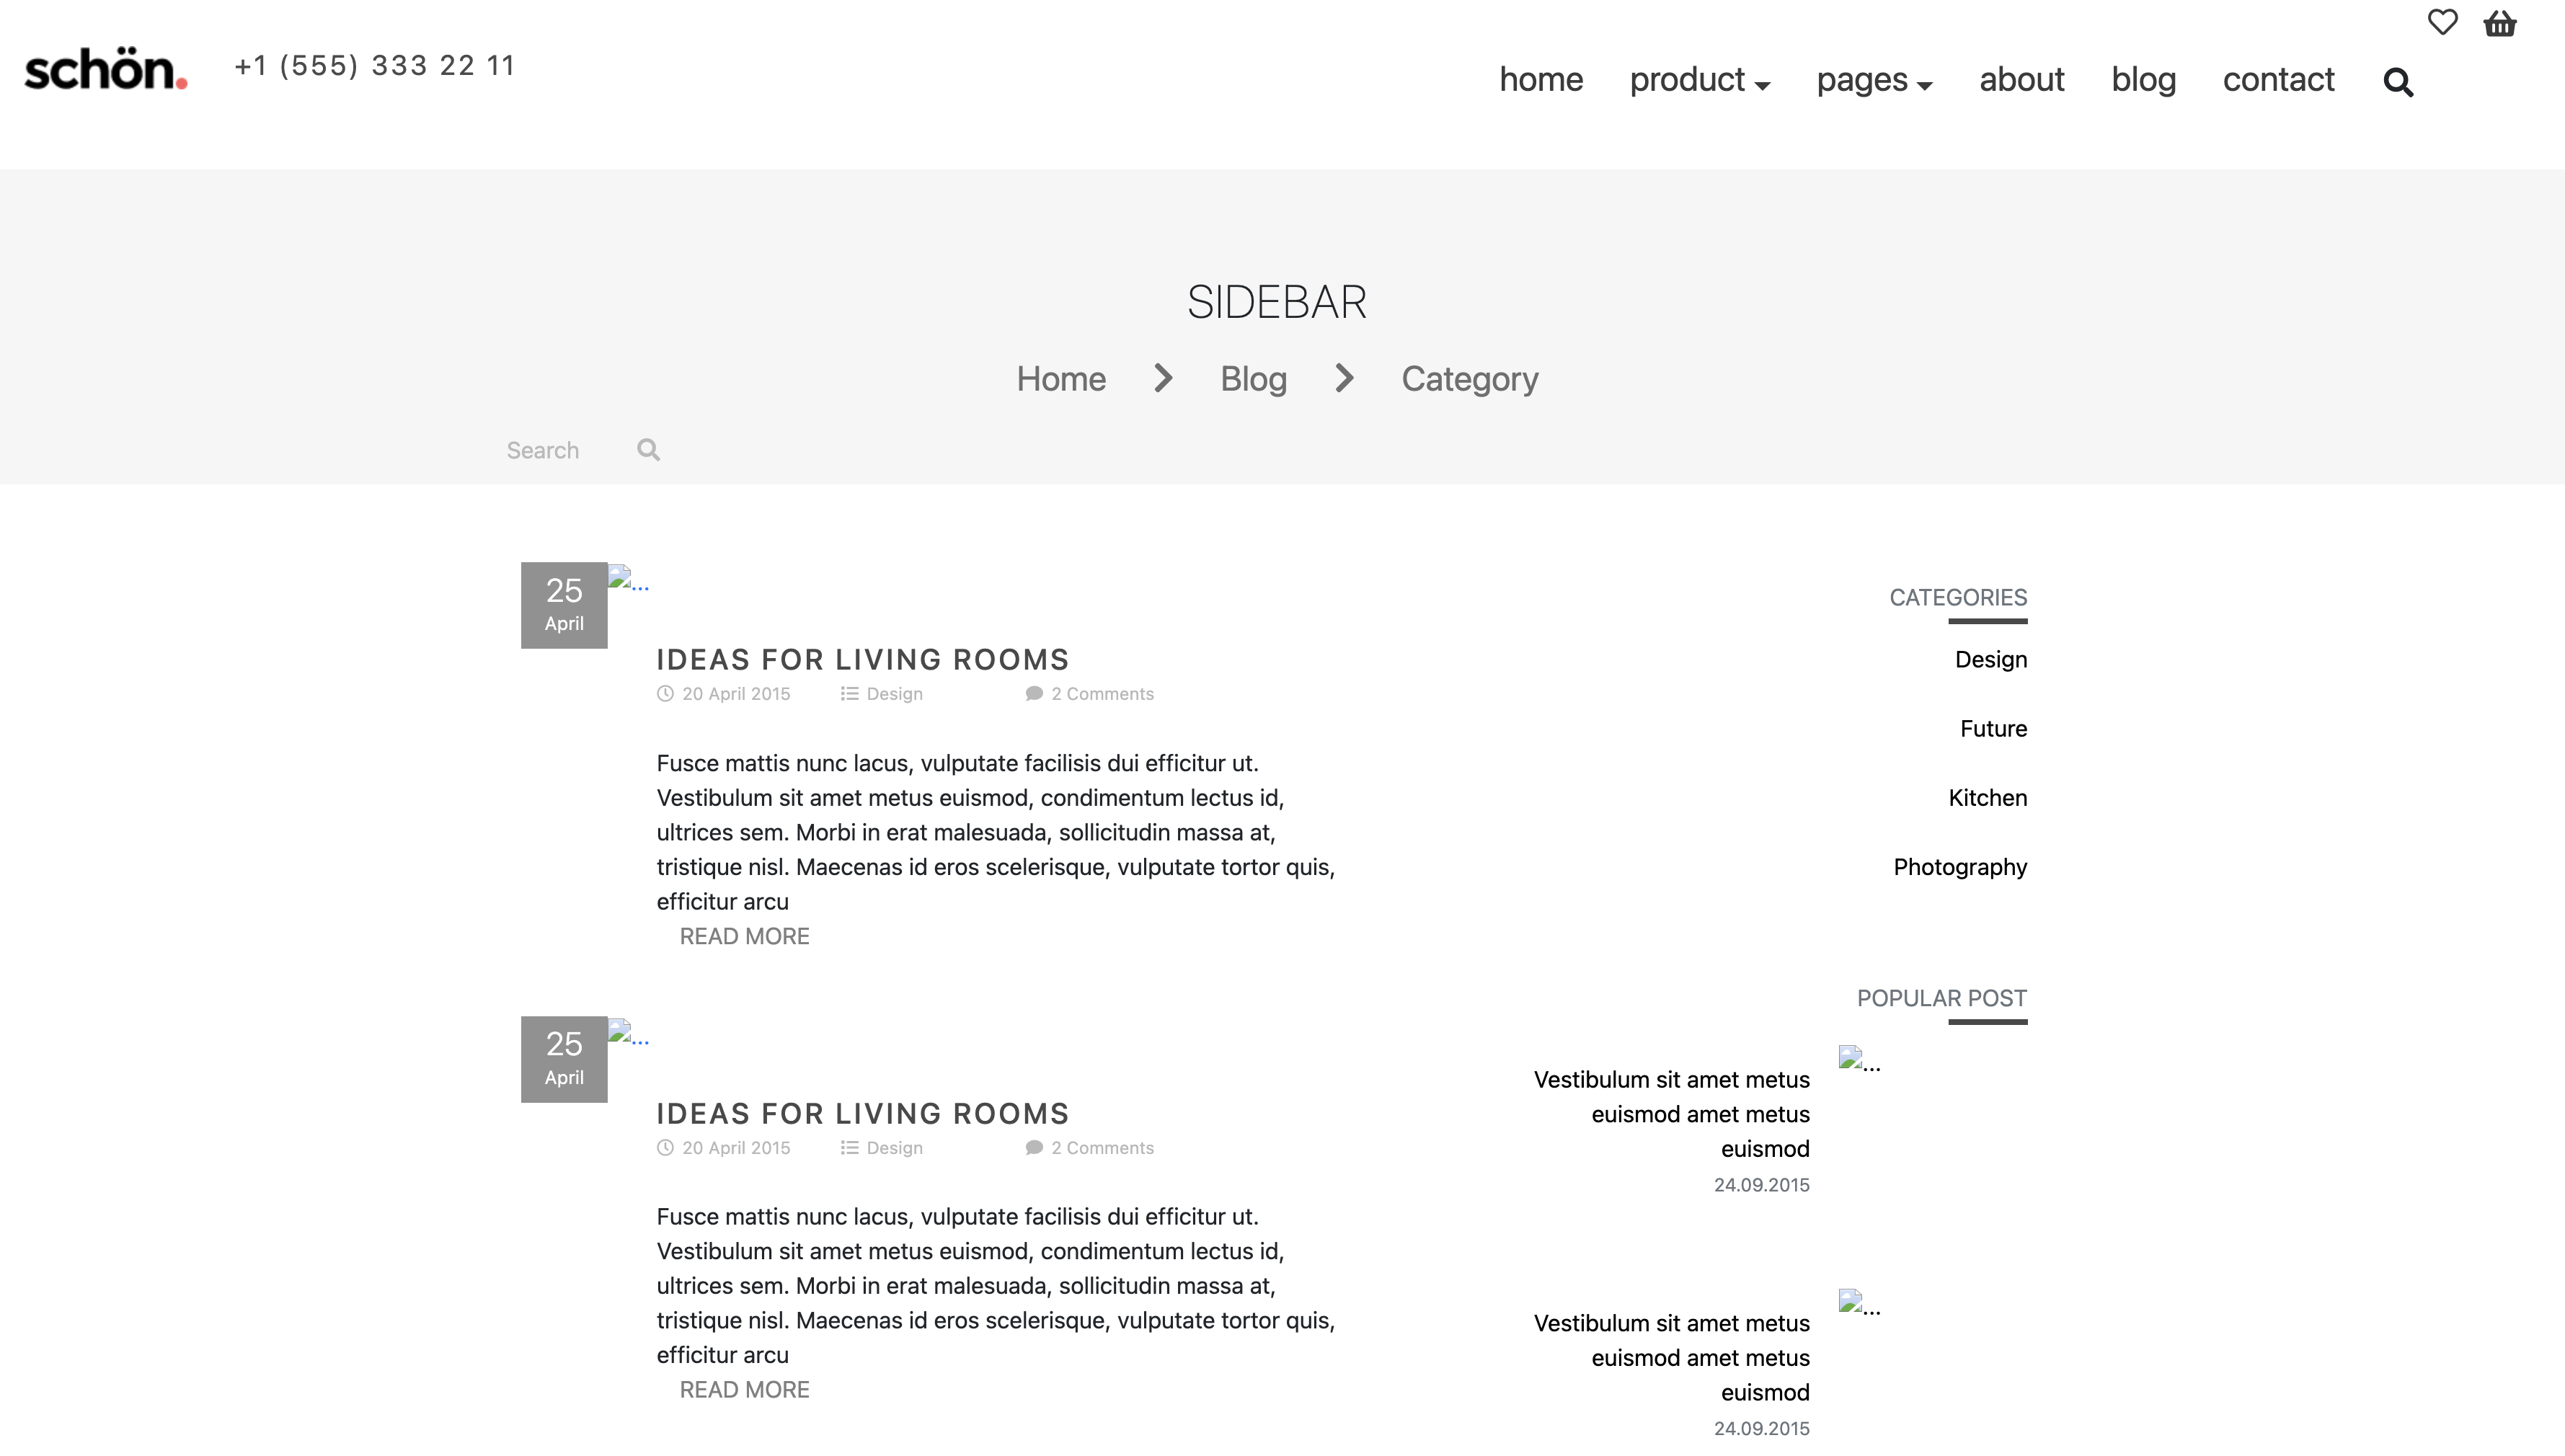 schön.
+1 (555) 333 22 11
home product pages about blog contact
SIDEBAR
Home Blog Category
Search
25
April
...
IDEAS FOR LIVING ROOMS
20 April 2015 Design 2 Comments
Fusce mattis nunc lacus, vulputate facilisis dui efficitur ut.
Vestibulum sit amet metus euismod, condimentum lectus id,
ultrices sem. Morbi in erat malesuada, sollicitudin massa at,
tristique nisl. Maecenas id eros scelerisque, vulputate tortor quis,
efficitur arcu
READ MORE
25
April
...
IDEAS FOR LIVING ROOMS
20 April 2015 Design 2 Comments
Fusce mattis nunc lacus, vulputate facilisis dui efficitur ut.
Vestibulum sit amet metus euismod, condimentum lectus id,
ultrices sem. Morbi in erat malesuada, sollicitudin massa at,
tristique nisl. Maecenas id eros scelerisque, vulputate tortor quis,
efficitur arcu
READ MORE
CATEGORIES
Design
Future
Kitchen
Photography
POPULAR POST
...
Vestibulum sit amet metus
euismod amet metus
euismod
24.09.2015
...
Vestibulum sit amet metus
euismod amet metus
euismod
24.09.2015